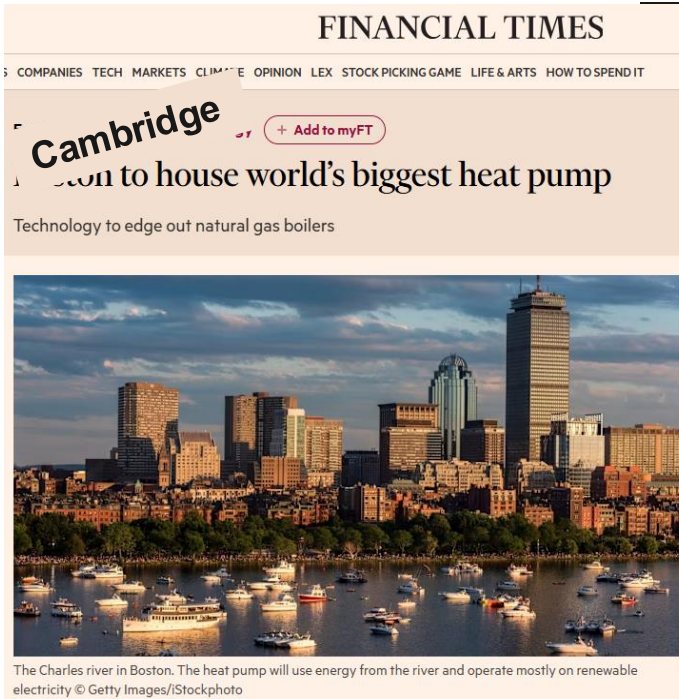 FINANCIAL TIMES
S COMPANIES TECH MARKETS CLIMATE OPINION LEX STOCK PICKING GAME LIFE & ARTS HOW TO SPEND IT
Cambridge
+ Add to myFT
to house world's biggest heat pump
Technology to edge out natural gas boilers
The Charles river in Boston. The heat pump will use energy from the river and operate mostly on renewable
electricity © Getty Images/iStockphoto